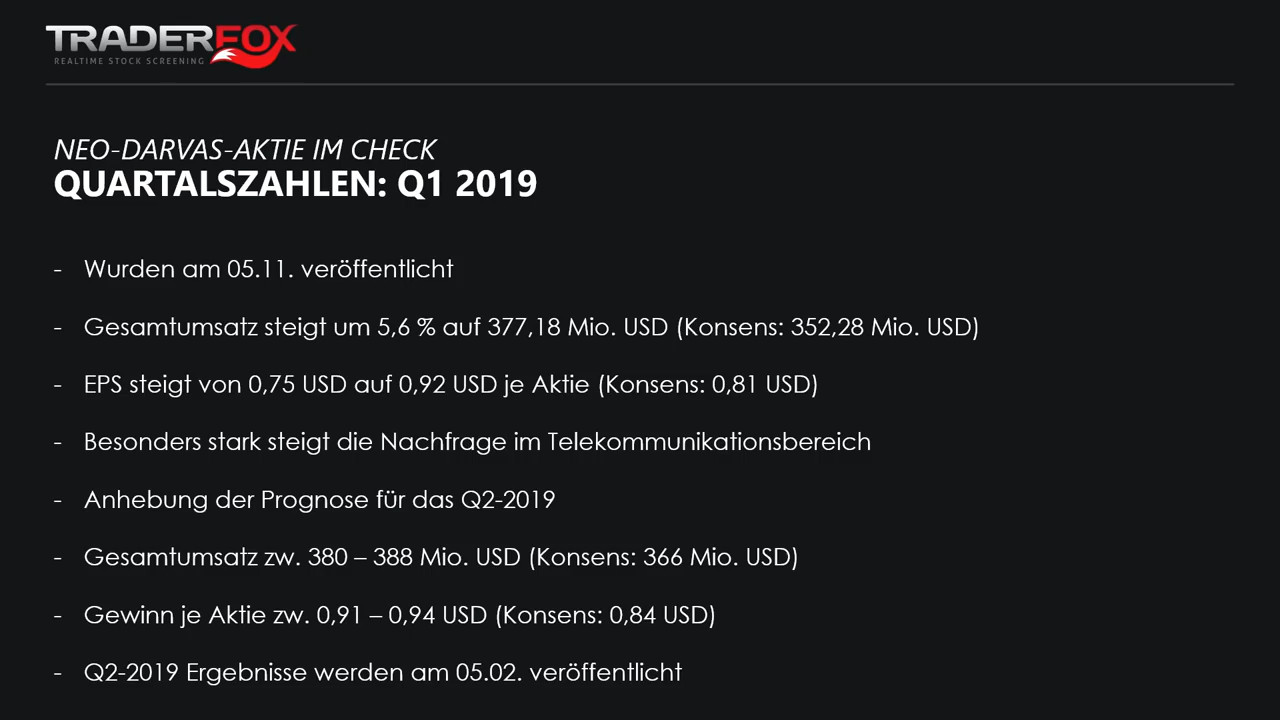 TRADERFOX
REALTIME STOCK SCREENING
NEO-DARVAS-AKTIE IM CHECK
QUARTALSZAHLEN: Q1 2019
- Wurden am 05.11. veröffentlicht
- Gesamtumsatz steigt um 5,6 % auf 377,18 Mio. USD (Konsens: 352,28 Mio. USD)
- EPS steigt von 0,75 USD auf 0,92 USD je Aktie (Konsens: 0,81 USD)
- Besonders stark steigt die Nachfrage im Telekommunikationsbereich
- Anhebung der Prognose für das Q2-2019
- Gesamtumsatz zw. 380 – 388 Mio. USD (Konsens: 366 Mio. USD)
- Gewinn je Aktie zw. 0,91 – 0,94 USD (Konsens: 0,84 USD)
- Q2-2019 Ergebnisse werden am 05.02. veröffentlicht